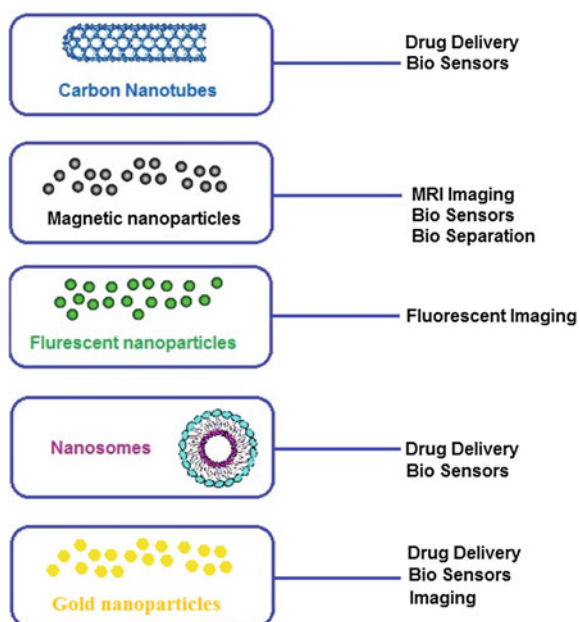 Carbon Nanotubes
Drug Delivery
Bio Sensors
Magnetic nanoparticles
MRI Imaging
Bio Sensors
Bio Separation
Flurescent nanoparticles
Fluorescent Imaging
Nanosomes
Drug Delivery
Bio Sensors
Gold nanoparticles
Drug Delivery
Bio Sensors
Imaging